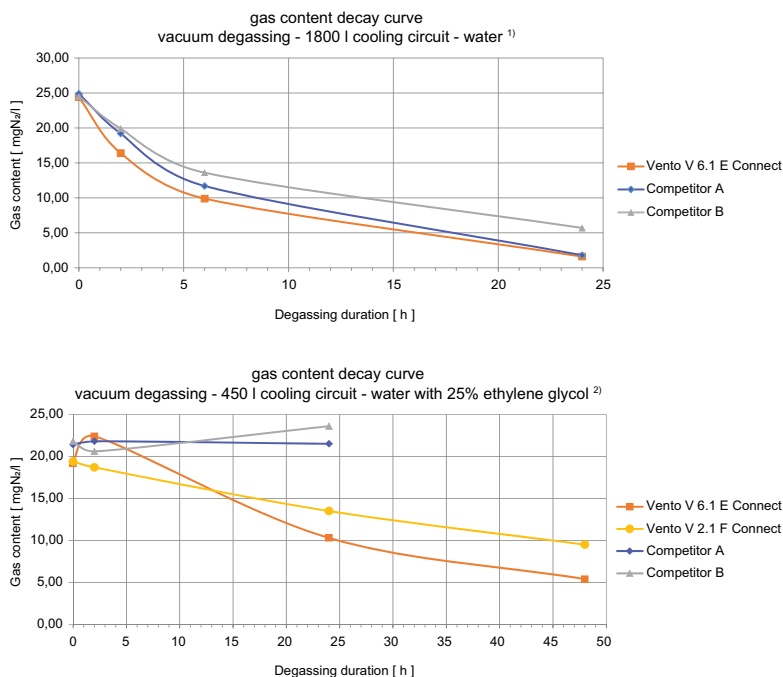 gas content decay curve
vacuum degassing - 1800 l cooling circuit - water 1)
30,00
25,00
20,00
15,00
10,00
5,00
0,00
Gas content [ mgN₂/l ]
0 5 10 15 20 25
Degassing duration [ h ]
Vento V 6.1 E Connect
Competitor A
Competitor B
gas content decay curve
vacuum degassing - 450 l cooling circuit - water with 25% ethylene glycol 2)
25,00
20,00
15,00
10,00
5,00
0,00
Gas content [ mgN₂/l ]
0 5 10 15 20 25 30 35 40 45 50
Degassing duration [ h ]
Vento V 6.1 E Connect
Vento V 2.1 F Connect
Competitor A
Competitor B